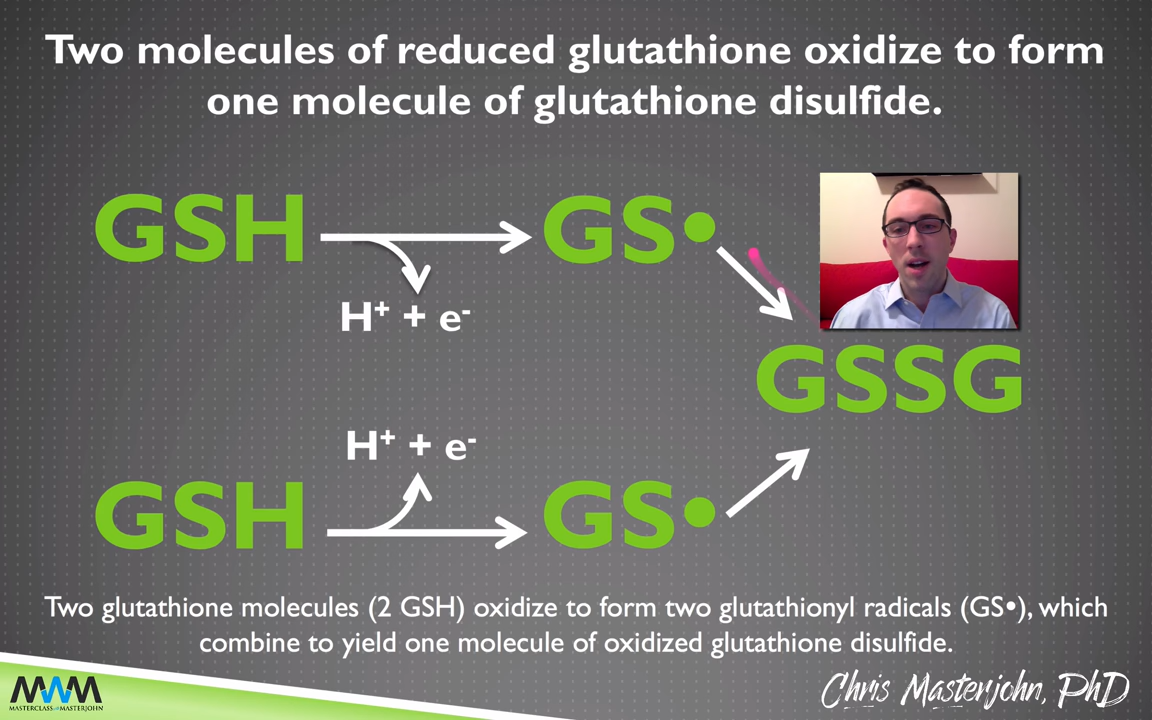 Two molecules of reduced glutathione oxidize to form
one molecule of glutathione disulfide.
GSH
GS•
H⁺ + e⁻
GSSG
H⁺ + e⁻
GSH
GS•
Two glutathione molecules (2 GSH) oxidize to form two glutathionyl radicals (GS•), which
combine to yield one molecule of oxidized glutathione disulfide.
MWM
MASTERCLASS WITH MASTERJOHN
Chris Masterjohn, PhD